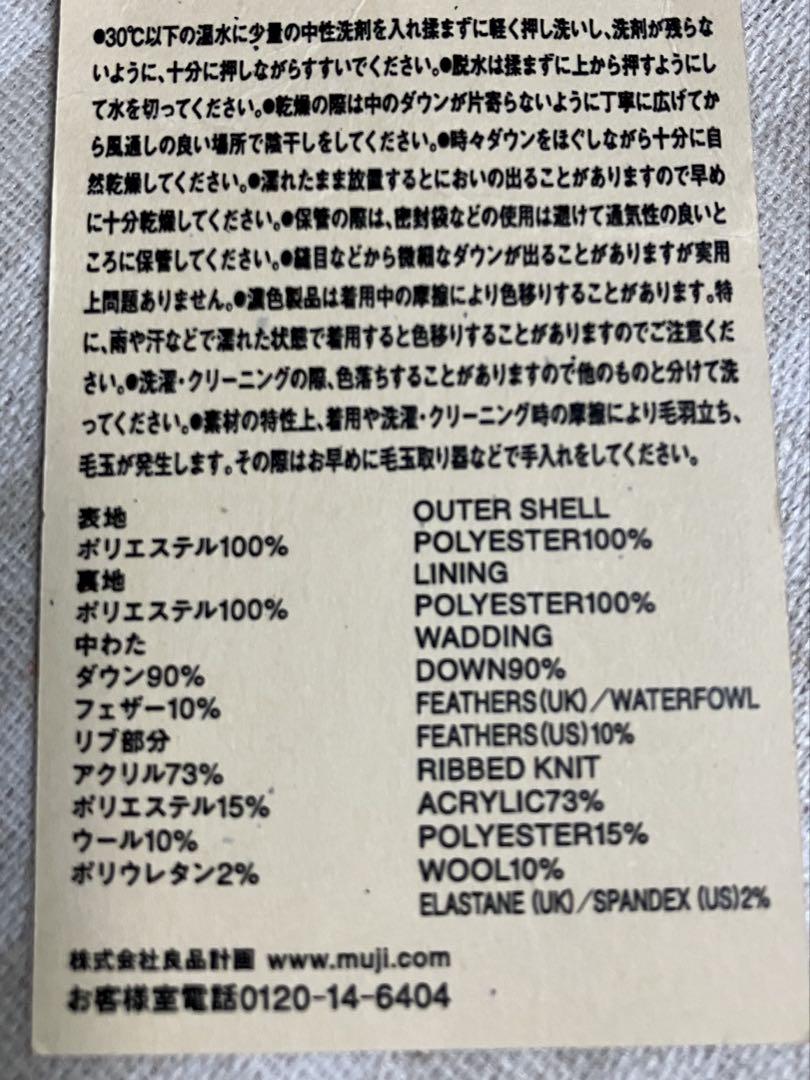 ●30℃以下の温水に少量の中性洗剤を入れ揉まずに軽く押し洗いし、洗剤が残らな
いように、十分に押しながらすすいでください。●脱水は揉まずに上から押すようにし
て水を切ってください。●乾燥の際は中のダウンが片寄らないように丁寧に広げてか
ら風通しの良い場所で陰干しをしてください。●時々ダウンをほぐしながら十分に自
然乾燥してください。●濡れたまま放置するとにおいの出ることがありますので早め
に十分乾燥してください。●保管の際は、密封袋などの使用は避けて通気性の良いと
ころに保管してください。●縫目などから微細なダウンが出ることがありますが実用
上問題ありません。●濃色製品は着用中の摩擦により色移りすることがあります。特
に、雨や汗などで濡れた状態で着用すると色移りすることがありますのでご注意くだ
さい。●洗濯・クリーニングの際、色落ちすることがありますので他のものと分けて洗
ってください。●素材の特性上、着用や洗濯・クリーニング時の摩擦により毛羽立ち、
毛玉が発生します。その際はお早めに毛玉取り器などで手入れをしてください。
表地 OUTER SHELL
ポリエステル100% POLYESTER100%
裏地 LINING
ポリエステル100% POLYESTER100%
中わた WADDING
ダウン90% DOWN90%
フェザー10% FEATHERS(UK)/WATERFOWL
リブ部分 FEATHERS(US)10%
アクリル73% RIBBED KNIT
ポリエステル15% ACRYLIC73%
ウール10% POLYESTER15%
ポリウレタン2% WOOL10%
ELASTANE (UK)/SPANDEX (US)2%
株式会社良品計画 www.muji.com
お客様室電話0120-14-6404